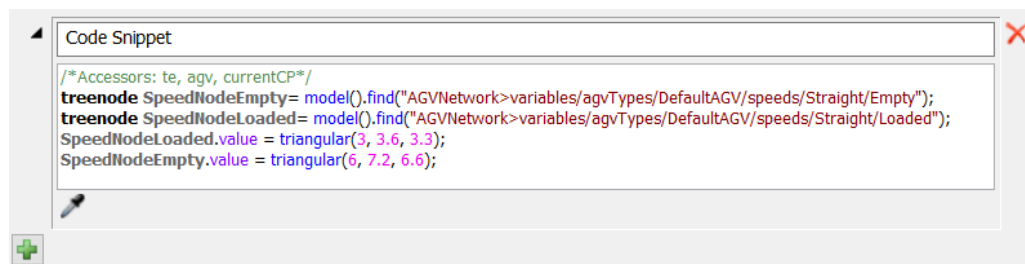 Code Snippet
/*Accessors: te, agv, currentCP*/
treenode SpeedNodeEmpty= model().find("AGVNetwork>variables/agvTypes/DefaultAGV/speeds/Straight/Empty");
treenode SpeedNodeLoaded= model().find("AGVNetwork>variables/agvTypes/DefaultAGV/speeds/Straight/Loaded");
SpeedNodeLoaded.value = triangular(3, 3.6, 3.3);
SpeedNodeEmpty.value = triangular(6, 7.2, 6.6);